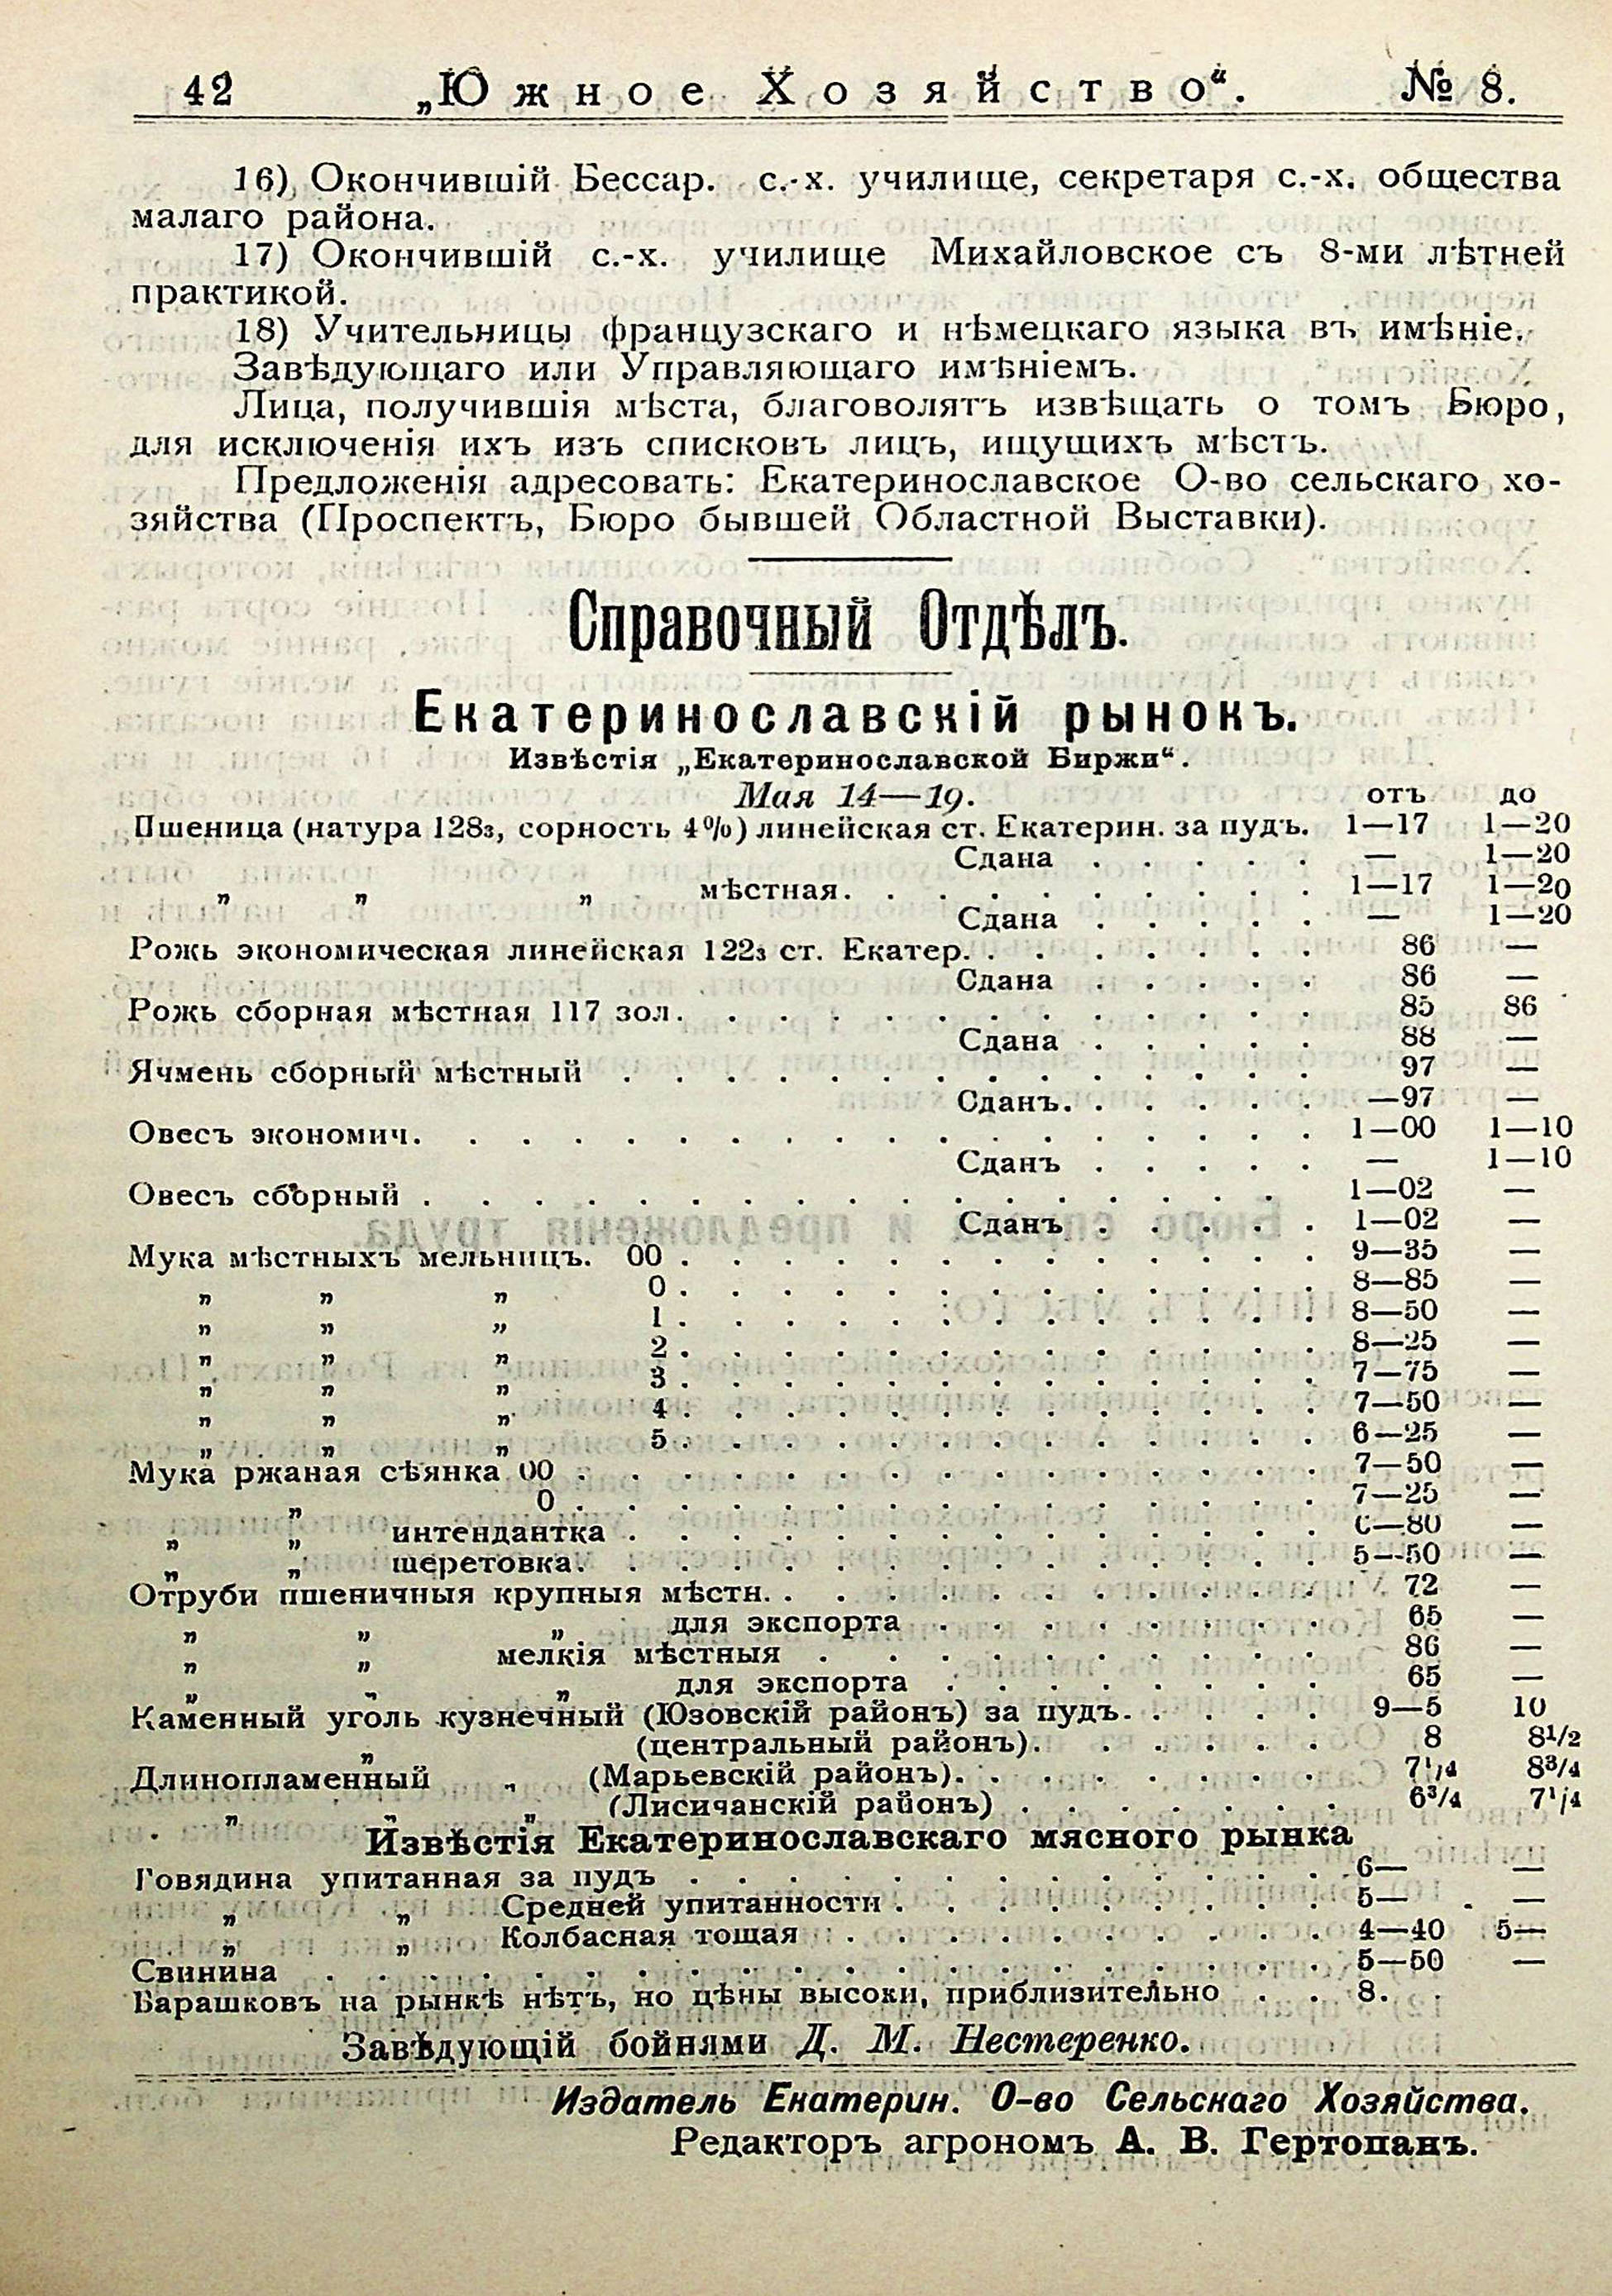 42 „Южное Хозяйство“. № 8.
16) Окончившій Бессар. с.-х. училище, секретаря с.-х. общества
малаго района.
17) Окончившій с.-х. училище Михайловское съ 8-ми лѣтней
практикой.
18) Учительницы французскаго и нѣмецкаго языка въ имѣніе.
Завѣдующаго или Управляющаго имѣніемъ.
Лица, получившія мѣста, благоволятъ извѣщать о томъ Бюро,
для исключенія ихъ изъ списковъ лицъ, ищущихъ мѣстъ.
Предложенія адресовать: Екатеринославское О-во сельскаго хо-
зяйства (Проспектъ, Бюро бывшей Областной Выставки).
Справочный Отдѣлъ.
Екатеринославскій рынокъ.
Извѣстія „Екатеринославской Биржи“.
Мая 14—19. отъ до
Пшеница (натура 128з, сорность 4%) линейская ст. Екатерин. за пудъ. 1—17 1—20
Сдана . . . . . — 1—20
„ „ „ мѣстная. . . . . . . . . . 1—17 1—20
Сдана . . . . . — 1—20
Рожь экономическая линейская 122з ст. Екатер. . . . . . . . 86 —
Сдана . . . . . 86 —
Рожь сборная мѣстная 117 зол. . . . . . . . . . . . . 85 86
Сдана . . . . . 88 —
Ячмень сборный мѣстный . . . . . . . . . . . . . . 97 —
Сданъ. . . . . . —97 —
Овесъ экономич. . . . . . . . . . . . . . . . . . 1—00 1—10
Сданъ . . . . . — 1—10
Овесъ сборный . . . . . . . . . . . . . . . . . 1—02 —
Сданъ . . . . . 1—02 —
Мука мѣстныхъ мельницъ. 00 . . . . . . . . . . . . . 9—35 —
„ „ „ 0 . . . . . . . . . . . . . 8—85 —
„ „ „ 1 . . . . . . . . . . . . . 8—50 —
„ „ „ 2 . . . . . . . . . . . . . 8—25 —
„ „ „ 3 . . . . . . . . . . . . . 7—75 —
„ „ „ 4 . . . . . . . . . . . . . 7—50 —
„ „ „ 5 . . . . . . . . . . . . . 6—25 —
Мука ржаная сѣянка 00 . . . . . . . . . . . . . . . 7—50 —
„ 0 . . . . . . . . . . . . . . . 7—25 —
„ „ интендантка . . . . . . . . . . . . . . 6—80 —
„ „ шеретовка. . . . . . . . . . . . . . . 5—50 —
Отруби пшеничныя крупныя мѣстн. . . . . . . . . . . . 72 —
„ „ „ для экспорта . . . . . . . . 65 —
„ „ мелкія мѣстныя . . . . . . . . . . 86 —
„ „ „ для экспорта . . . . . . . . 65 —
Каменный уголь кузнечный (Юзовскій районъ) за пудъ. . . . . 9—5 10
„ (центральный районъ). . . . . . 8 8½
Длинопламенный „ (Марьевскій районъ). . . . . . . . 7¼ 8¾
„ „ „ (Лисичанскій районъ) . . . . . . . 6¾ 7¼
Извѣстія Екатеринославскаго мясного рынка
Говядина упитанная за пудъ . . . . . . . . . . . . . 6— —
„ „ Средней упитанности . . . . . . . . . 5— —
„ „ Колбасная тощая . . . . . . . . . . 4—40 5—
Свинина . . . . . . . . . . . . . . . . . . . . 5—50 —
Барашковъ на рынкѣ нѣтъ, но цѣны высоки, приблизительно . . 8.
Завѣдующій бойнями Д. М. Нестеренко.
Издатель Екатерин. О-во Сельскаго Хозяйства.
Редакторъ агрономъ А. В. Гертопанъ.